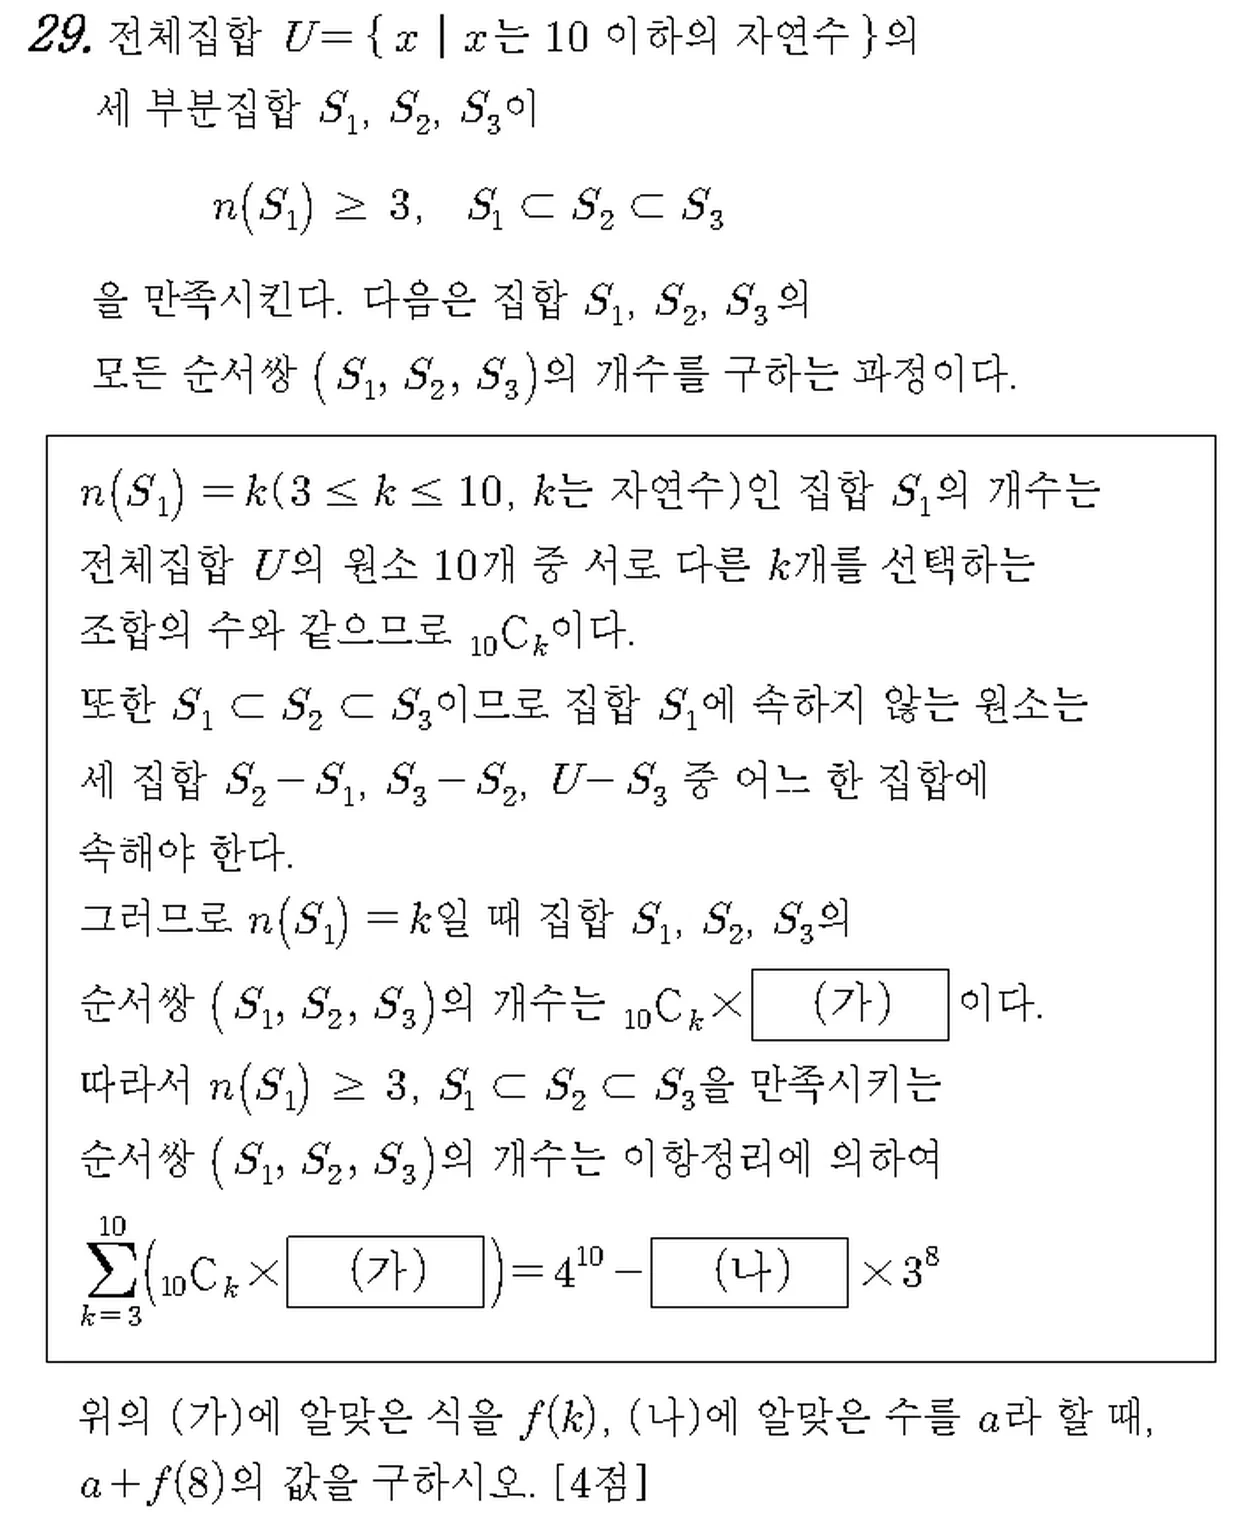 29. 전체집합 U={ x | x는 10 이하의 자연수 }의
세 부분집합 S₁, S₂, S₃이
n(S₁) ≥ 3, S₁ ⊂ S₂ ⊂ S₃
을 만족시킨다. 다음은 집합 S₁, S₂, S₃의
모든 순서쌍 ( S₁, S₂, S₃)의 개수를 구하는 과정이다.
n(S₁) = k(3 ≤ k ≤ 10, k는 자연수)인 집합 S₁의 개수는
전체집합 U의 원소 10개 중 서로 다른 k개를 선택하는
조합의 수와 같으므로 ₁₀Cₖ이다.
또한 S₁ ⊂ S₂ ⊂ S₃이므로 집합 S₁에 속하지 않는 원소는
세 집합 S₂ − S₁, S₃ − S₂, U − S₃ 중 어느 한 집합에
속해야 한다.
그러므로 n(S₁) = k일 때 집합 S₁, S₂, S₃의
순서쌍 ( S₁, S₂, S₃)의 개수는 ₁₀Cₖ× (가) 이다.
따라서 n(S₁) ≥ 3, S₁ ⊂ S₂ ⊂ S₃을 만족시키는
순서쌍 ( S₁, S₂, S₃)의 개수는 이항정리에 의하여
∑_{k=3}^{10} (₁₀Cₖ× (가) ) = 4¹⁰ − (나) × 3⁸
위의 (가)에 알맞은 식을 f(k), (나)에 알맞은 수를 a라 할 때,
a+f(8)의 값을 구하시오. [4점]